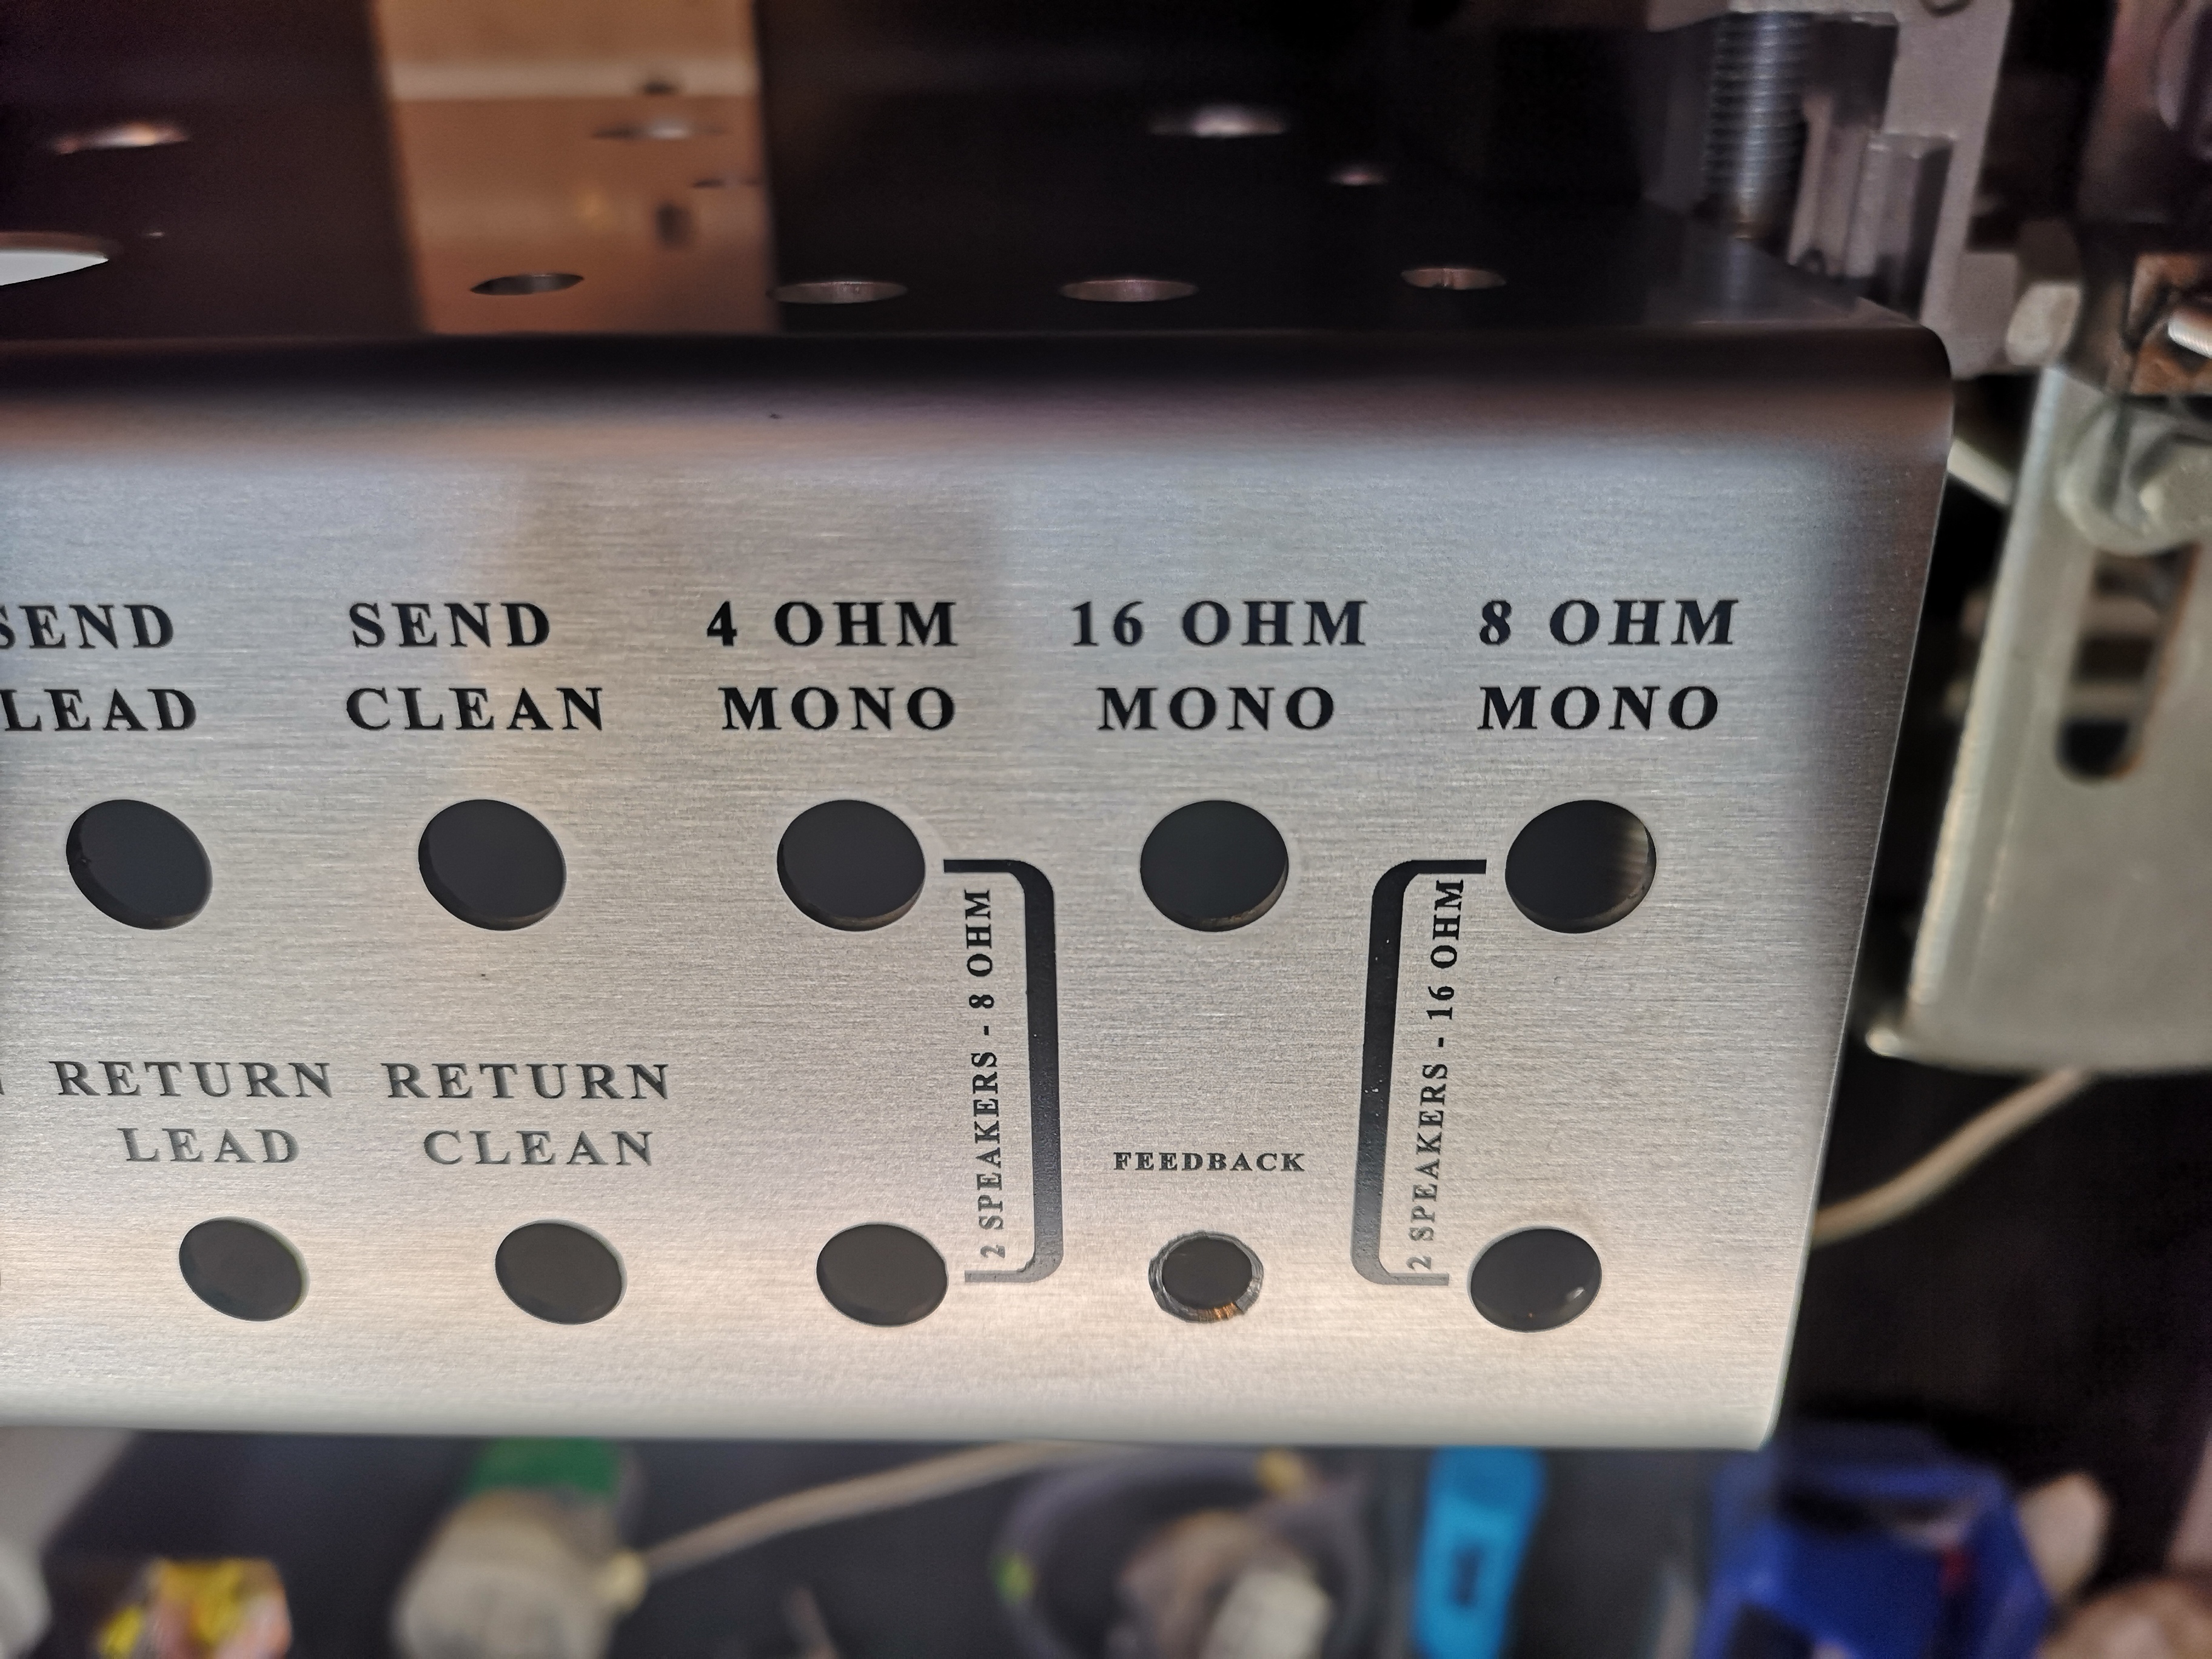 SEND
LEAD
SEND
CLEAN
4 OHM
MONO
16 OHM
MONO
8 OHM
MONO
2 SPEAKERS - 8 OHM
2 SPEAKERS - 16 OHM
RETURN
LEAD
RETURN
CLEAN
FEEDBACK